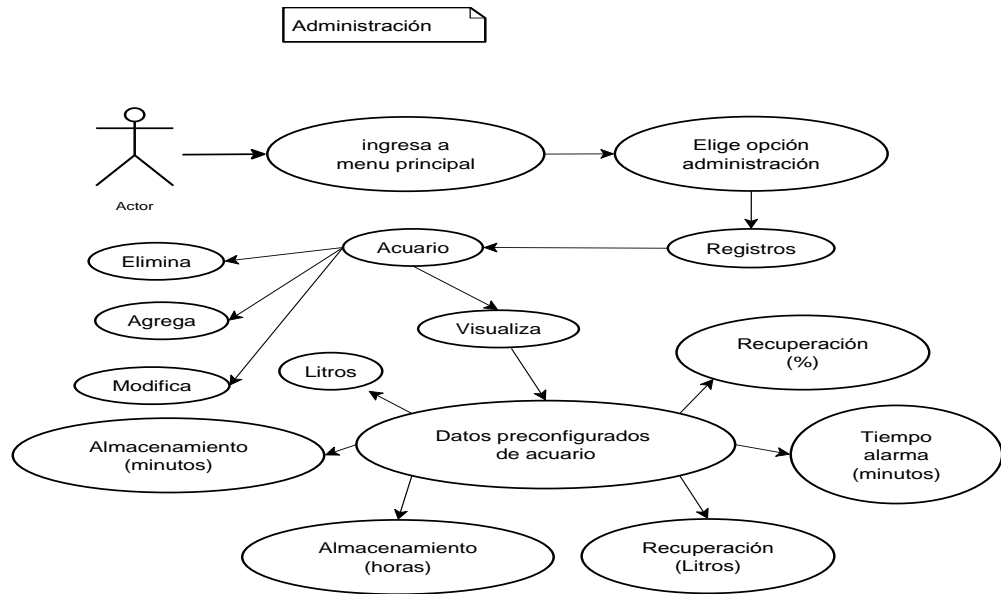 Administración
ingresa a
menu principal
Elige opción
administración
Actor
Acuario
Registros
Elimina
Agrega
Visualiza
Recuperación
(%)
Litros
Modifica
Almacenamiento
(minutos)
Datos preconfigurados
de acuario
Tiempo
alarma
(minutos)
Almacenamiento
(horas)
Recuperación
(Litros)